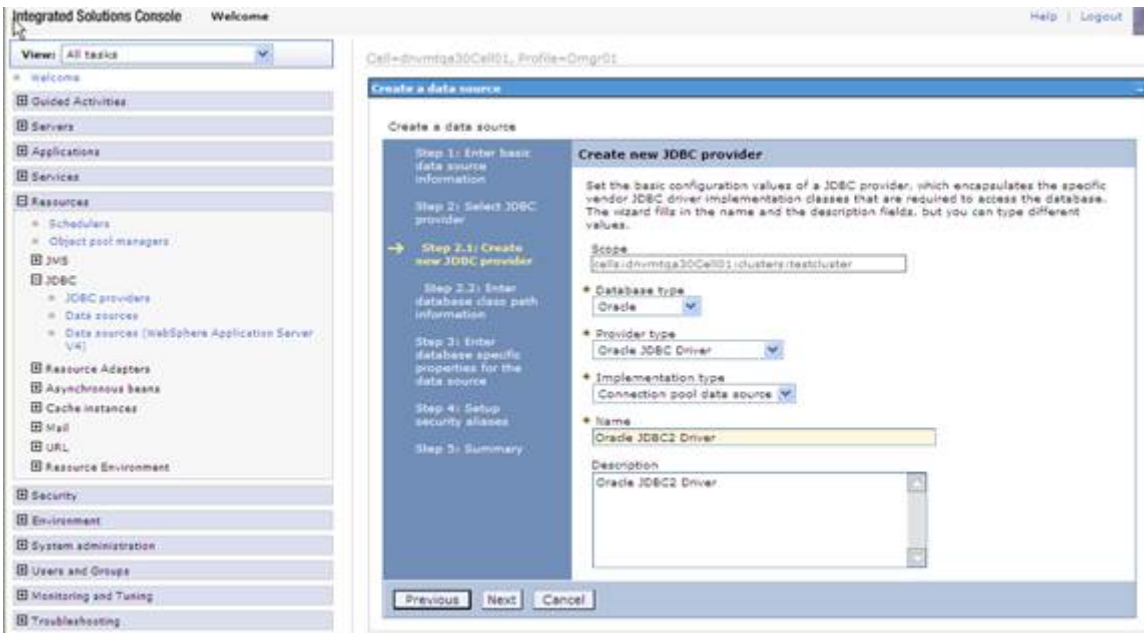 Integrated Solutions Console Welcome
Help | Logout
View: All tasks
Welcome
Guided Activities
Servers
Applications
Services
Resources
Schedulers
Object pool managers
JMS
JDBC
JDBC providers
Data sources
Data sources (WebSphere Application Server
V4)
Resource Adapters
Asynchronous beans
Cache instances
Mail
URL
Resource Environment
Security
Environment
System administration
Users and Groups
Monitoring and Tuning
Troubleshooting
Cell=dnvmtqa30Cell01, Profile=Dmgr01
Create a data source
Create a data source
Step 1: Enter basic
data source
information
Step 2: Select JDBC
provider
Step 2.1: Create
new JDBC provider
Step 2.2: Enter
database class path
information
Step 3: Enter
database specific
properties for the
data source
Step 4: Setup
security aliases
Step 5: Summary
Create new JDBC provider
Set the basic configuration values of a JDBC provider, which encapsulates the specific
vendor JDBC driver implementation classes that are required to access the database.
The wizard fills in the name and the description fields, but you can type different
values.
Scope
cells:dnvmtqa30Cell01:clusters:testcluster
* Database type
Oracle
* Provider type
Oracle JDBC Driver
* Implementation type
Connection pool data source
* Name
Oracle JDBC2 Driver
Description
Oracle JDBC2 Driver
Previous Next Cancel